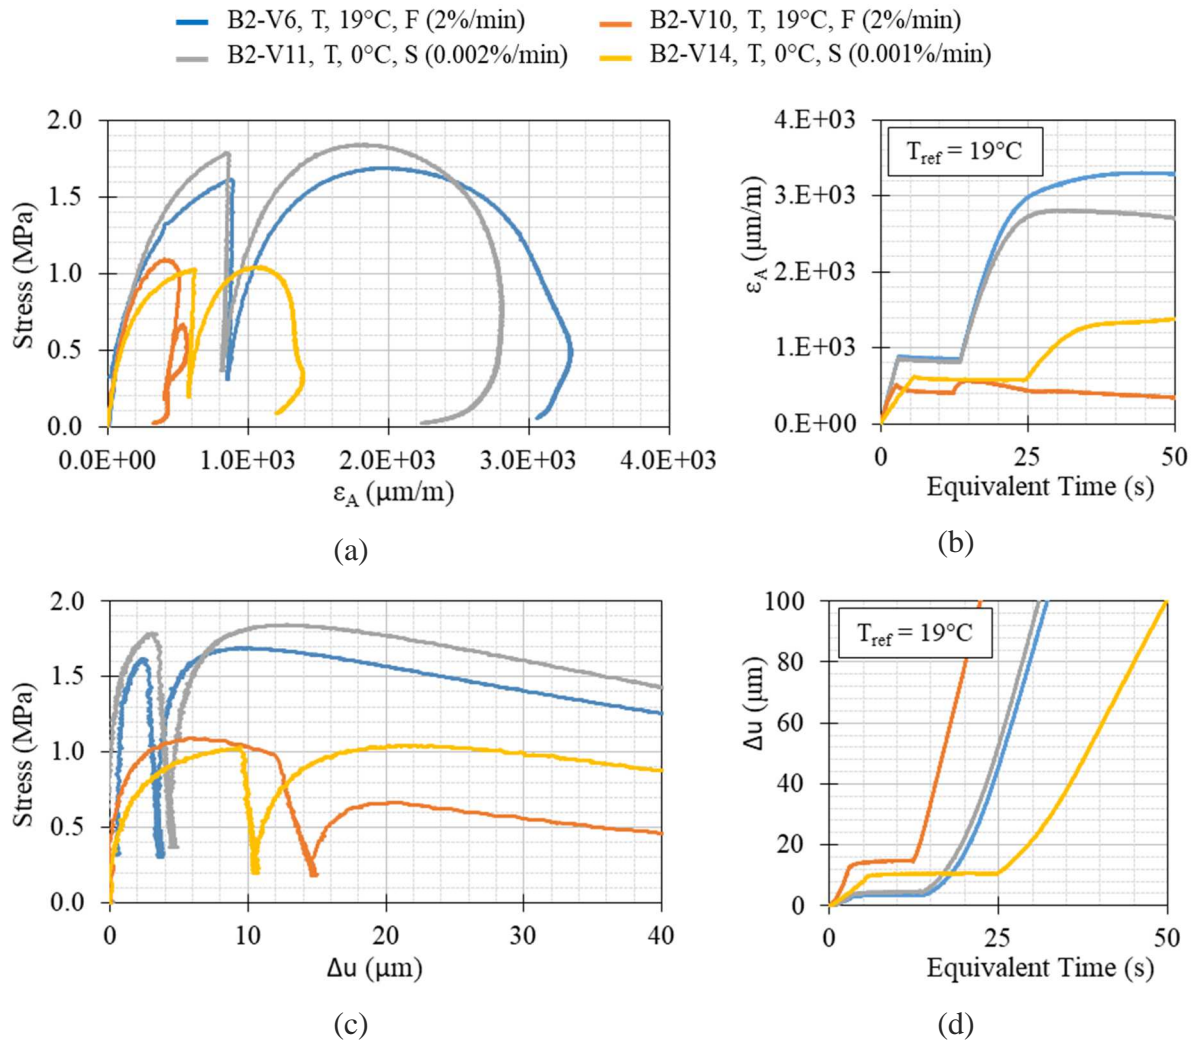 B2-V6, T, 19°C, F (2%/min)
B2-V10, T, 19°C, F (2%/min)
B2-V11, T, 0°C, S (0.002%/min)
B2-V14, T, 0°C, S (0.001%/min)
Stress (MPa)
2.0
1.5
1.0
0.5
0.0
0.0E+00 1.0E+03 2.0E+03 3.0E+03 4.0E+03
εA (μm/m)
(a)
εA (μm/m)
4.E+03
3.E+03
2.E+03
1.E+03
0.E+00
Tref = 19°C
0 25 50
Equivalent Time (s)
(b)
Stress (MPa)
2.0
1.5
1.0
0.5
0.0
0 10 20 30 40
Δu (μm)
(c)
Δu (μm)
100
80
60
40
20
0
Tref = 19°C
0 25 50
Equivalent Time (s)
(d)